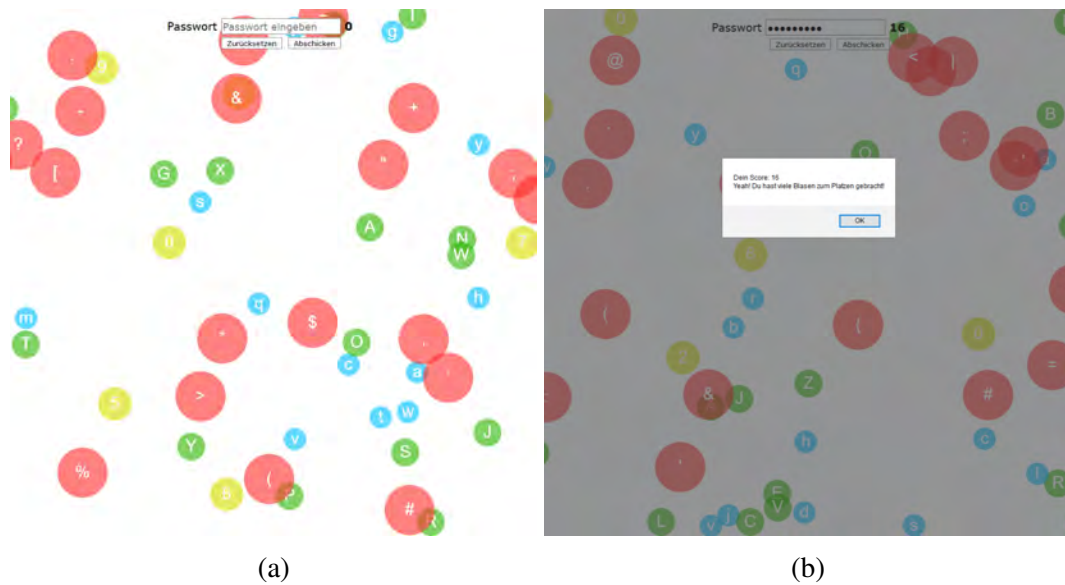 Passwort Passwort eingeben 0
Zurücksetzen Abschicken
g
&
+
y
?
[
"
G
X
s
A
N
W
h
m
T
q
$
O
c
a
>
t
w
J
Y
v
S
%
(
P
#
R
(a)
Passwort ●●●●●●●●● 16
Zurücksetzen Abschicken
@
q
<
B
y
;
Dein Score: 16
Yeah! Du hast viele Blasen zum Platzen gebracht!
OK
o
r
b
(
Z
=
&
J
#
h
c
R
L
v
j
C
V
d
s
(b)